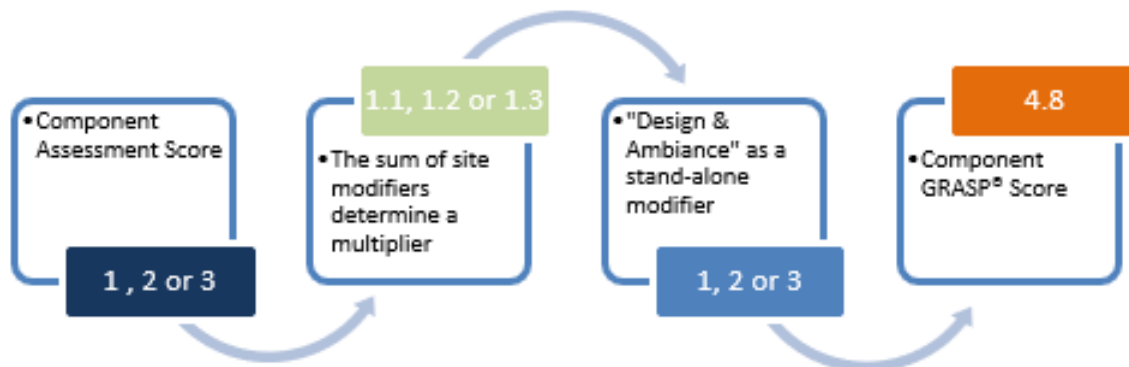 •Component
Assessment Score
1 , 2 or 3
1.1, 1.2 or 1.3
•The sum of site
modifiers
determine a
multiplier
•"Design &
Ambiance" as a
stand-alone
modifier
1, 2 or 3
4.8
•Component
GRASP® Score